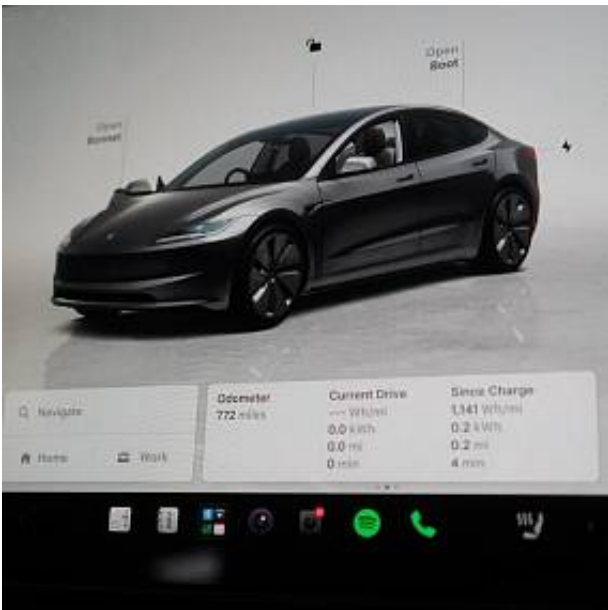 Open
Boot
Open
Bonnet
Navigate
Home
Work
Odometer
772 miles
Current Drive
--- Wh/mi
0.0 kWh
0.0 mi
0 min
Since Charge
1,141 Wh/mi
0.2 kWh
0.2 mi
4 min